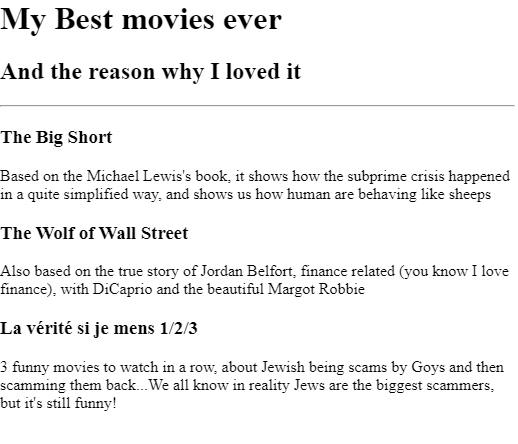 My Best movies ever
And the reason why I loved it
The Big Short
Based on the Michael Lewis's book, it shows how the subprime crisis happened
in a quite simplified way, and shows us how human are behaving like sheeps
The Wolf of Wall Street
Also based on the true story of Jordan Belfort, finance related (you know I love
finance), with DiCaprio and the beautiful Margot Robbie
La vérité si je mens 1/2/3
3 funny movies to watch in a row, about Jewish being scams by Goys and then
scamming them back...We all know in reality Jews are the biggest scammers,
but it's still funny!